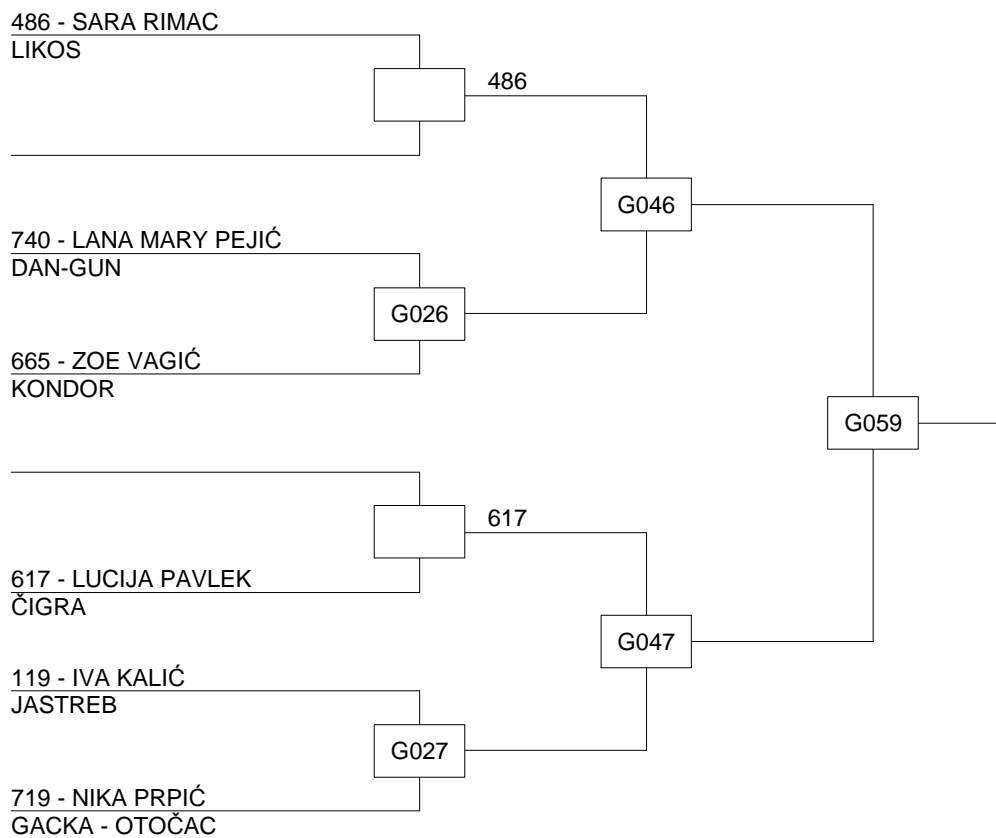 486 - SARA RIMAC
LIKOS
486
G046
740 - LANA MARY PEJIĆ
DAN-GUN
G026
665 - ZOE VAGIĆ
KONDOR
G059
617
617 - LUCIJA PAVLEK
ČIGRA
G047
119 - IVA KALIĆ
JASTREB
G027
719 - NIKA PRPIĆ
GACKA - OTOČAC